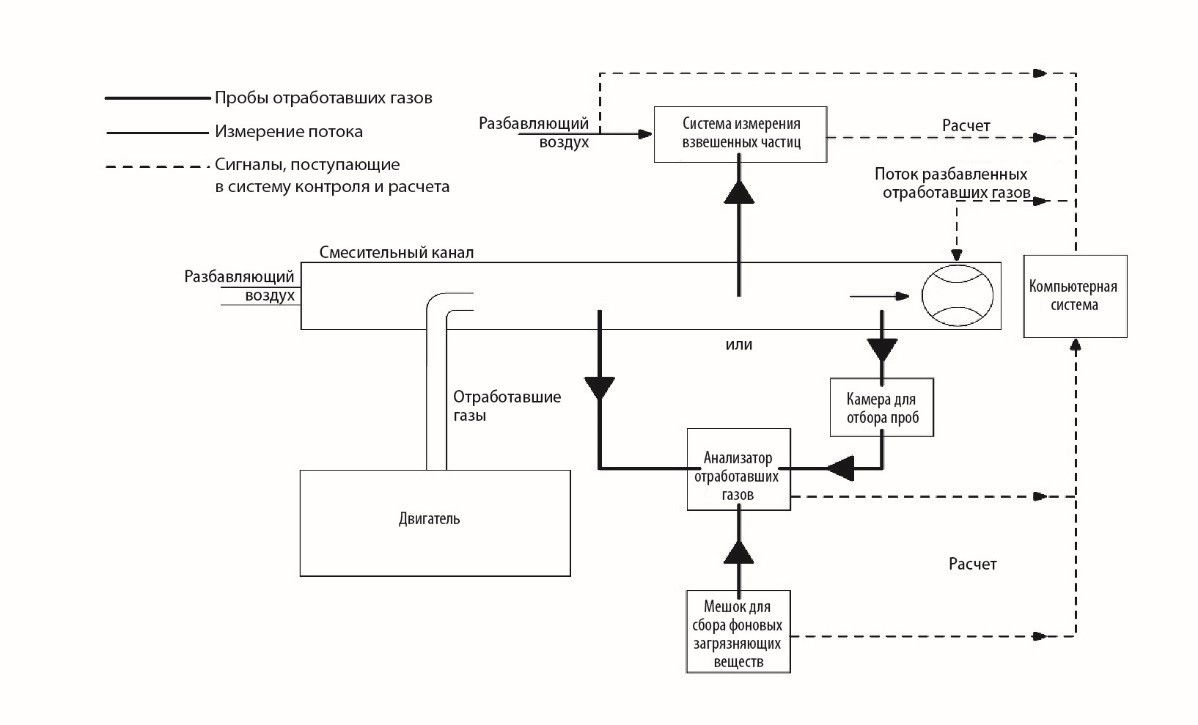 Пробы отработавших газов
Измерение потока
Сигналы, поступающие
в систему контроля и расчета
Разбавляющий
воздух
Система измерения
взвешенных частиц
Расчет
Поток разбавленных
отработавших газов
Смесительный канал
Разбавляющий
воздух
Компьютерная
система
или
Отработавшие
газы
Камера для
отбора проб
Анализатор
отработавших
газов
Двигатель
Расчет
Мешок для
сбора фоновых
загрязняющих
веществ